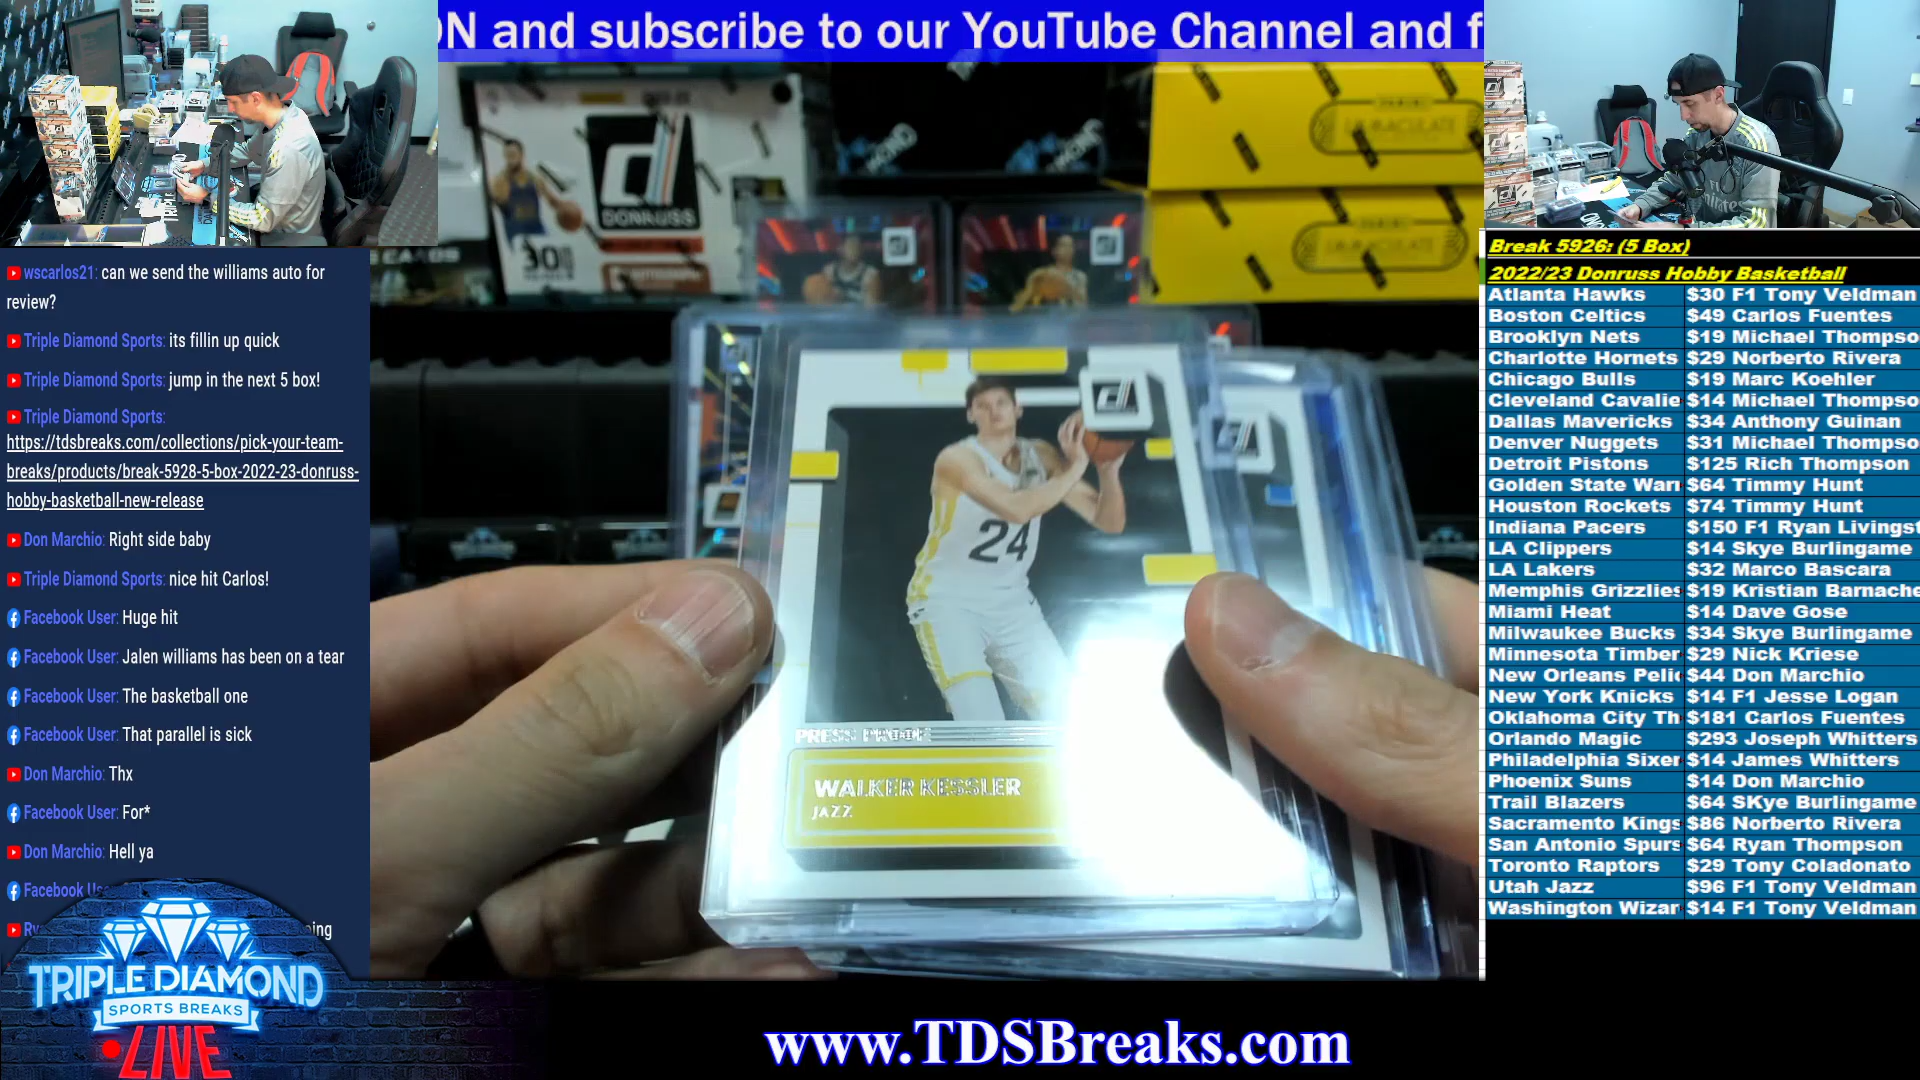 ON and subscribe to our YouTube Channel and f
wscarlos21: can we send the williams auto for
review?
Triple Diamond Sports: its fillin up quick
Triple Diamond Sports: jump in the next 5 box!
Triple Diamond Sports:
https://tdsbreaks.com/collections/pick-your-team-
breaks/products/break-5928-5-box-2022-23-donruss-
hobby-basketball-new-release
Don Marchio: Right side baby
Triple Diamond Sports: nice hit Carlos!
Facebook User: Huge hit
Facebook User: Jalen williams has been on a tear
Facebook User: The basketball one
Facebook User: That parallel is sick
Don Marchio: Thx
Facebook User: For*
Don Marchio: Hell ya
Facebook Us
Ry
ing
TRIPLE DIAMOND
SPORTS BREAKS
LIVE
DONRUSS
30
PANINI
IMMACULATE
IMMACULATE
24
PRESS PROOF
WALKER KESSLER
JAZZ
www.TDSBreaks.com
Break 5926: (5 Box)
2022/23 Donruss Hobby Basketball
Atlanta Hawks $30 F1 Tony Veldman
Boston Celtics $49 Carlos Fuentes
Brooklyn Nets $19 Michael Thompso
Charlotte Hornets $29 Norberto Rivera
Chicago Bulls $19 Marc Koehler
Cleveland Cavalie $14 Michael Thompso
Dallas Mavericks $34 Anthony Guinan
Denver Nuggets $31 Michael Thompso
Detroit Pistons $125 Rich Thompson
Golden State Warr $64 Timmy Hunt
Houston Rockets $74 Timmy Hunt
Indiana Pacers $150 F1 Ryan Livingst
LA Clippers $14 Skye Burlingame
LA Lakers $32 Marco Bascara
Memphis Grizzlies $19 Kristian Barnache
Miami Heat $14 Dave Gose
Milwaukee Bucks $34 Skye Burlingame
Minnesota Timber $29 Nick Kriese
New Orleans Pelic $44 Don Marchio
New York Knicks $14 F1 Jesse Logan
Oklahoma City Th $181 Carlos Fuentes
Orlando Magic $293 Joseph Whitters
Philadelphia Sixer $14 James Whitters
Phoenix Suns $14 Don Marchio
Trail Blazers $64 SKye Burlingame
Sacramento Kings $86 Norberto Rivera
San Antonio Spurs $64 Ryan Thompson
Toronto Raptors $29 Tony Coladonato
Utah Jazz $96 F1 Tony Veldman
Washington Wizar $14 F1 Tony Veldman